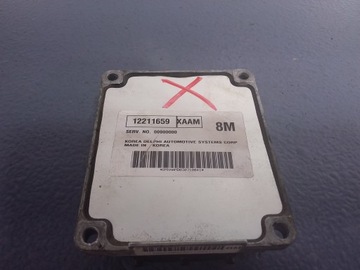 12211659 XAAM 8M
SERV. NO. 00000000
KOREA DELPHI AUTOMOTIVE SYSTEMS CORP
MADE IN KOREA